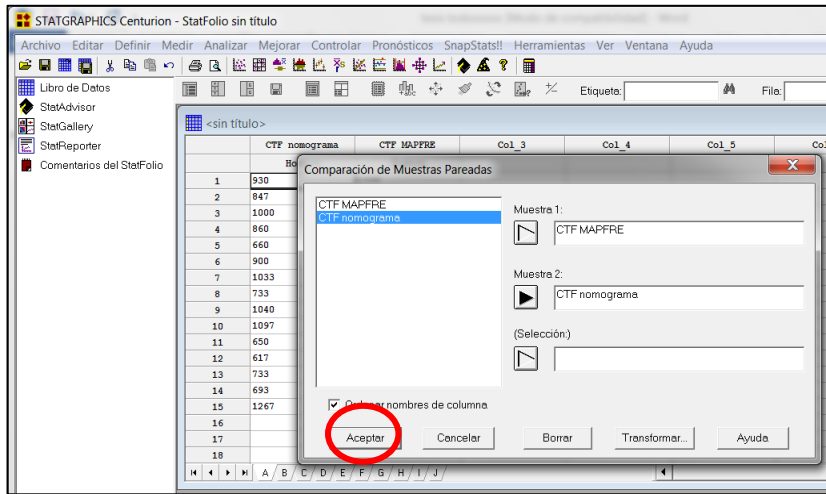 STATGRAPHICS Centurion - StatFolio sin título
Archivo Editar Definir Medir Analizar Mejorar Controlar Pronósticos SnapStats!! Herramientas Ver Ventana Ayuda
Etiqueta: Fila:
Libro de Datos
StatAdvisor
StatGallery
StatReporter
Comentarios del StatFolio
<sin título>
CTF nomograma CTF MAPFRE Col_3 Col_4 Col_5
1 930
2 847
3 1000
4 860
5 660
6 900
7 1033
8 733
9 1040
10 1097
11 650
12 617
13 733
14 693
15 1267
16
17
18
A B C D E F G H I J
Comparación de Muestras Pareadas
CTF MAPFRE
CTF nomograma
Muestra 1:
CTF MAPFRE
Muestra 2:
CTF nomograma
(Selección:)
Ordenar nombres de columna
Aceptar Cancelar Borrar Transformar... Ayuda